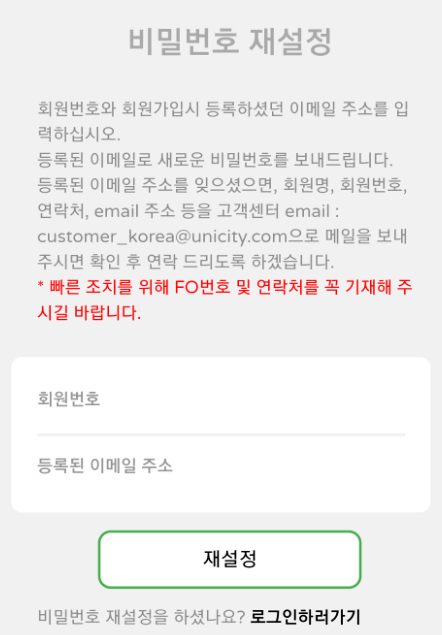 비밀번호 재설정
회원번호와 회원가입시 등록하셨던 이메일 주소를 입
력하십시오.
등록된 이메일로 새로운 비밀번호를 보내드립니다.
등록된 이메일 주소를 잊으셨으면, 회원명, 회원번호,
연락처, email 주소 등을 고객센터 email :
customer_korea@unicity.com으로 메일을 보내
주시면 확인 후 연락 드리도록 하겠습니다.
* 빠른 조치를 위해 FO번호 및 연락처를 꼭 기재해 주
시길 바랍니다.
회원번호
등록된 이메일 주소
재설정
비밀번호 재설정을 하셨나요? 로그인하러가기